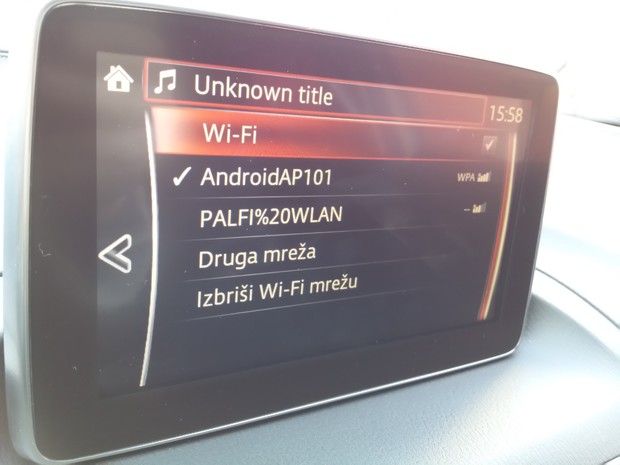 Unknown title
15:58
Wi-Fi
AndroidAP101 WPA
PALFI%20WLAN
Druga mreža
Izbriši Wi-Fi mrežu